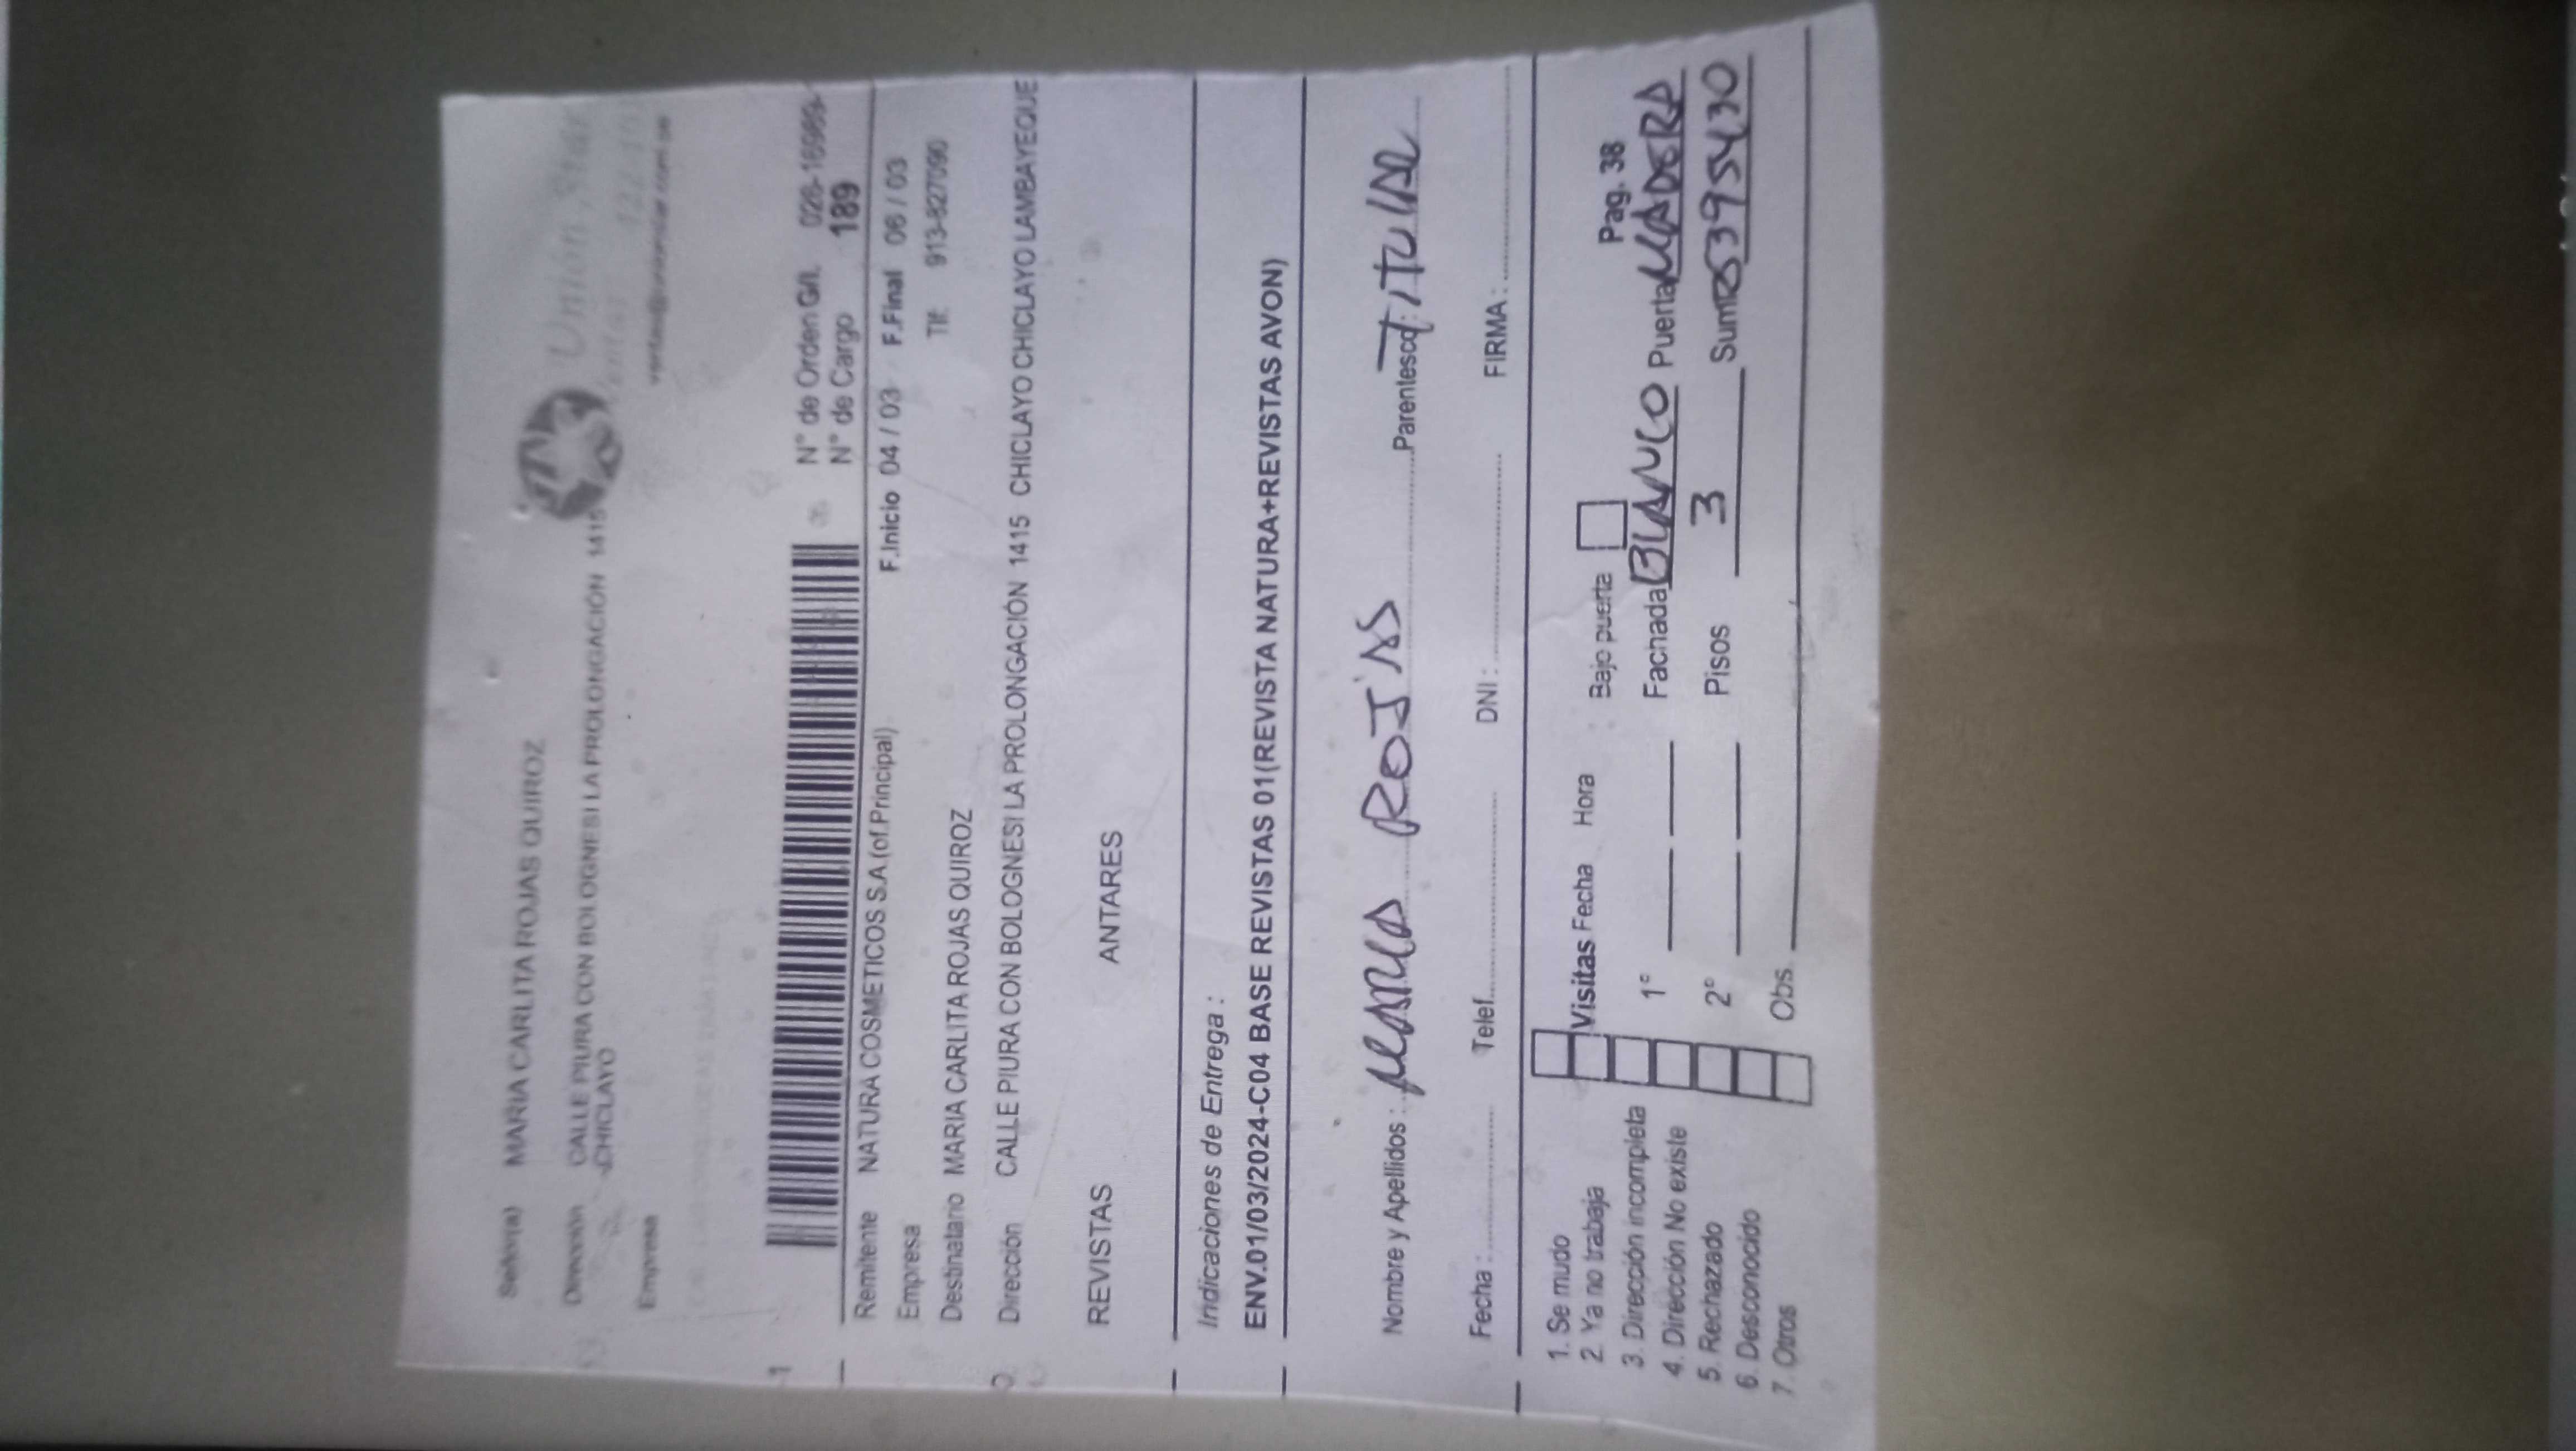 Señor(a) MARIA CARLITA ROJAS QUIROZ
Dirección CALLE PIURA CON BOLOGNESI LA PROLONGACIÓN 1415
-CHICLAYO
Empresa
Unión Star
N° de Orden G/l. 026-16969-
N° de Cargo 189
Remitente NATURA COSMETICOS S.A.(of.Principal) F.Inicio 04 / 03 F.Final 06 / 03
Empresa Tlf: 913-827090
Destinatario MARIA CARLITA ROJAS QUIROZ
Dirección CALLE PIURA CON BOLOGNESI LA PROLONGACIÓN 1415 CHICLAYO CHICLAYO LAMBAYEQUE
REVISTAS ANTARES
Indicaciones de Entrega :
ENV.01/03/2024-C04 BASE REVISTAS 01(REVISTA NATURA+REVISTAS AVON)
Nombre y Apellidos : MARIA ROJAS Parentesco: TITULAR
Fecha : Telef. DNI : FIRMA :
Pag. 38
1. Se mudo
2. Ya no trabaja Visitas Fecha Hora Bajo puerta
3. Dirección incompleta 1° Fachada BLANCO Puerta MADERA
4. Dirección No existe
5. Rechazado 2° Pisos 3 Sum 25395430
6. Desconocido
7. Otros Obs.